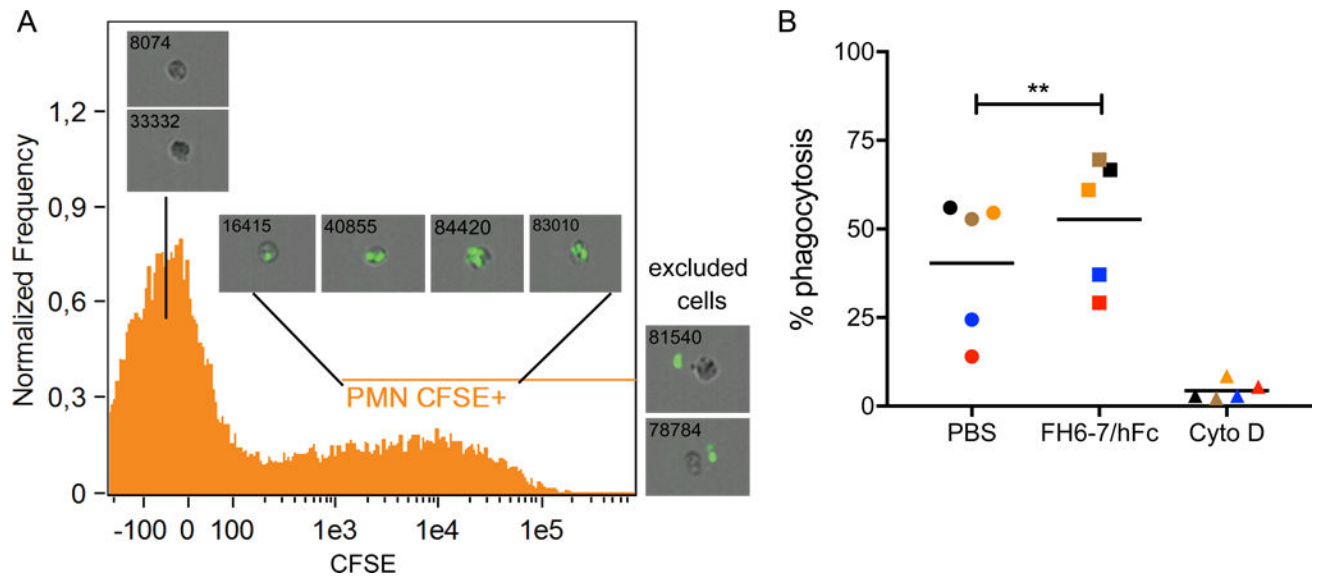 A
8074
33332
16415
40855
84420
83010
excluded
cells
81540
78784
PMN CFSE+
Normalized Frequency
1,2
0,9
0,6
0,3
0
-100 0 100 1e3 1e4 1e5
CFSE
B
**
% phagocytosis
100
75
50
25
0
PBS FH6-7/hFc Cyto D